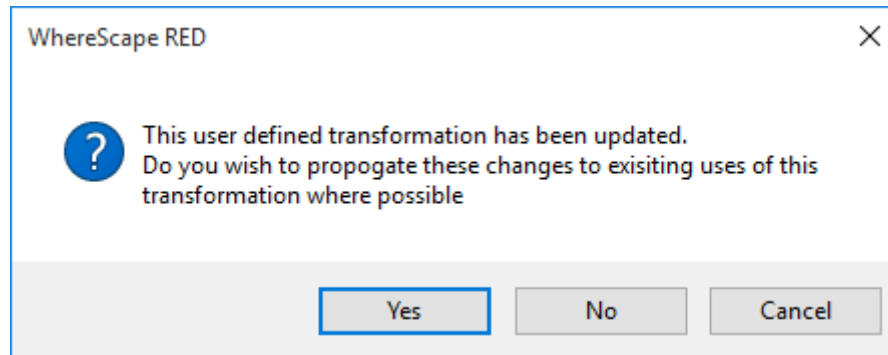 WhereScape RED
This user defined transformation has been updated.
Do you wish to propogate these changes to exisiting uses of this
transformation where possible
Yes No Cancel